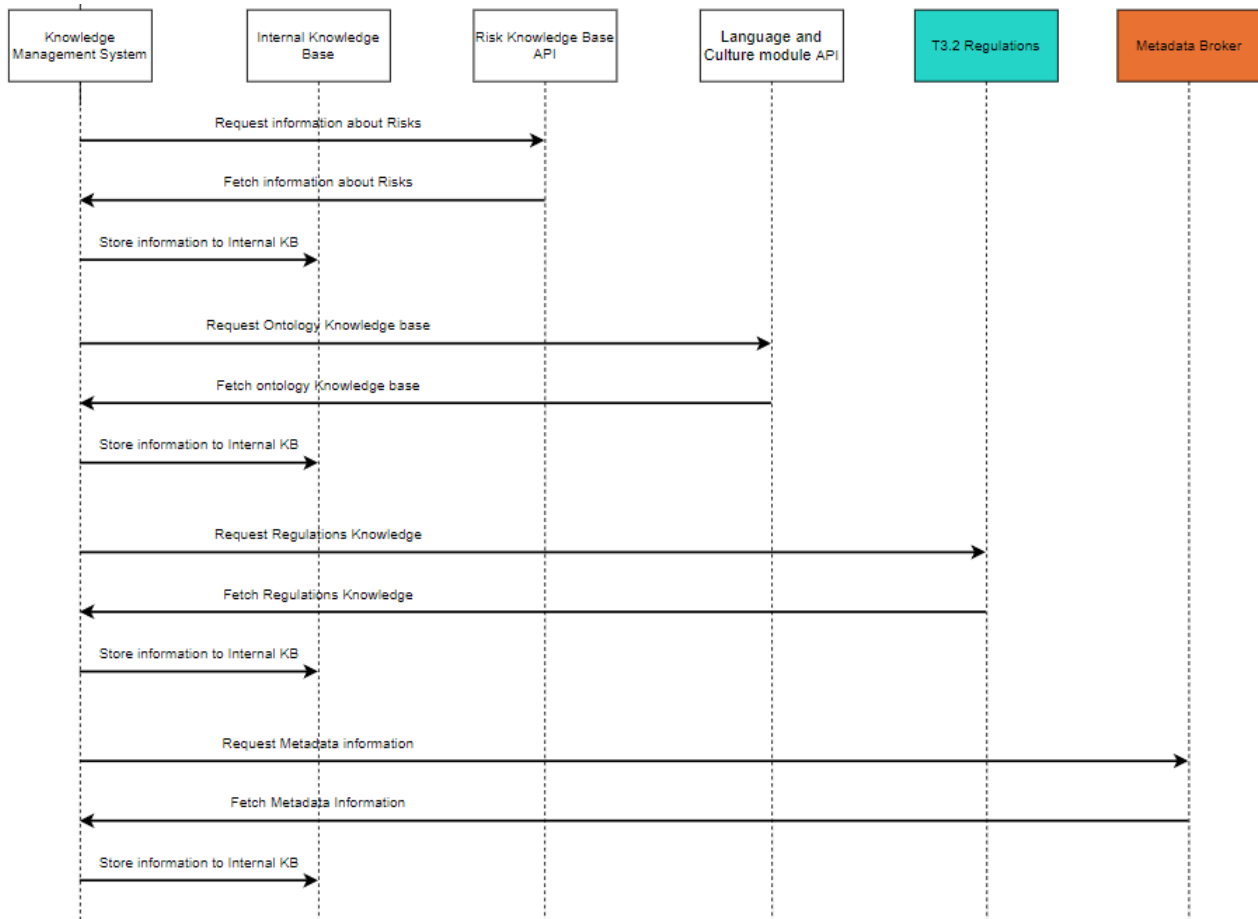 Knowledge
Management System
Internal Knowledge
Base
Risk Knowledge Base
API
Language and
Culture module API
T3.2 Regulations
Metadata Broker
Request information about Risks
Fetch information about Risks
Store information to Internal KB
Request Ontology Knowledge base
Fetch ontology Knowledge base
Store information to Internal KB
Request Regulations Knowledge
Fetch Regulations Knowledge
Store information to Internal KB
Request Metadata information
Fetch Metadata Information
Store information to Internal KB